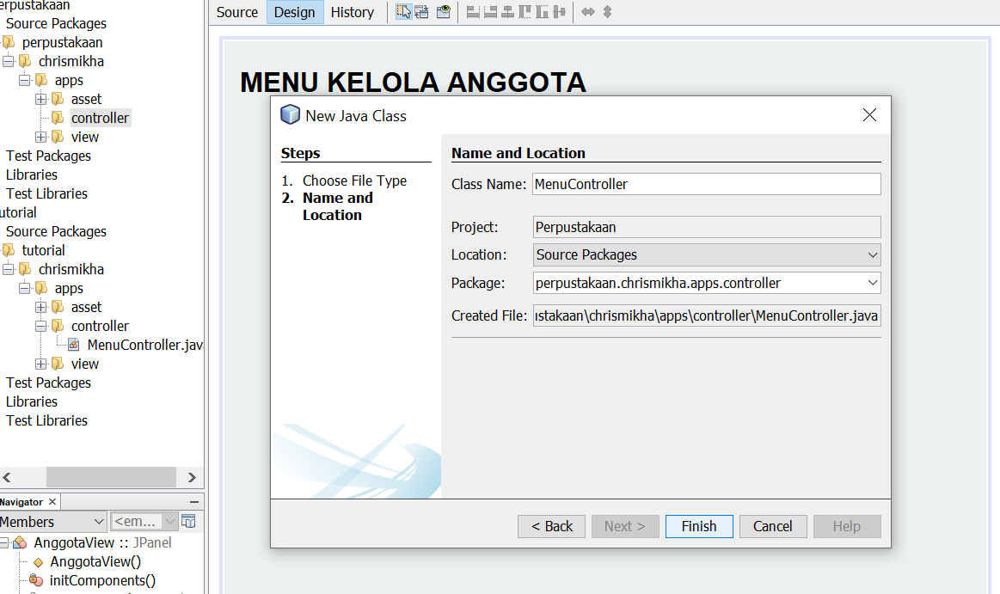 erpustakaan
Source Packages
perpustakaan
chrismikha
apps
asset
controller
view
Test Packages
Libraries
Test Libraries
utorial
Source Packages
tutorial
chrismikha
apps
asset
controller
MenuController.jav
view
Test Packages
Libraries
Test Libraries
Navigator
Members
<em...
AnggotaView :: JPanel
AnggotaView()
initComponents()
Source Design History
MENU KELOLA ANGGOTA
New Java Class
Steps
1. Choose File Type
2. Name and
Location
Name and Location
Class Name: MenuController
Project: Perpustakaan
Location: Source Packages
Package: perpustakaan.chrismikha.apps.controller
Created File: ustakaan\chrismikha\apps\controller\MenuController.java
< Back Next > Finish Cancel Help